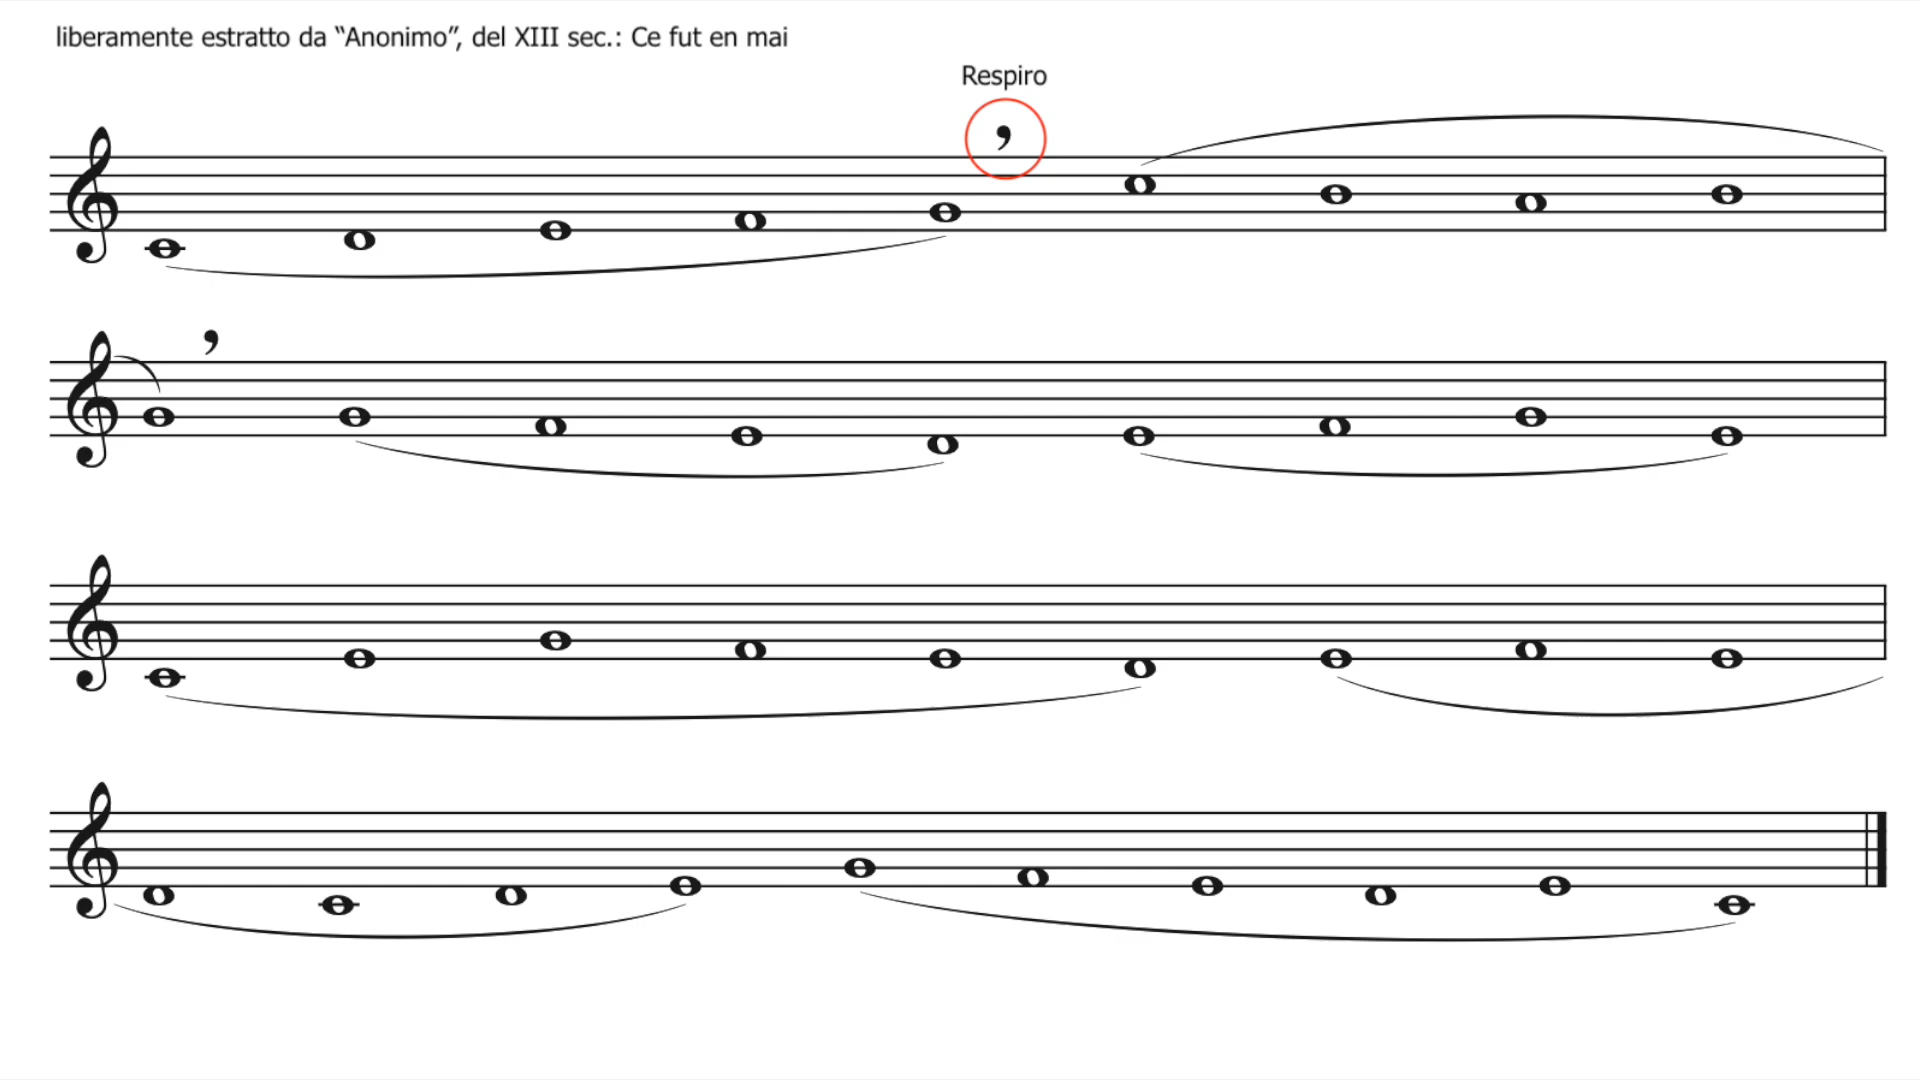 liberamente estratto da “Anonimo”, del XIII sec.: Ce fut en mai
Respiro